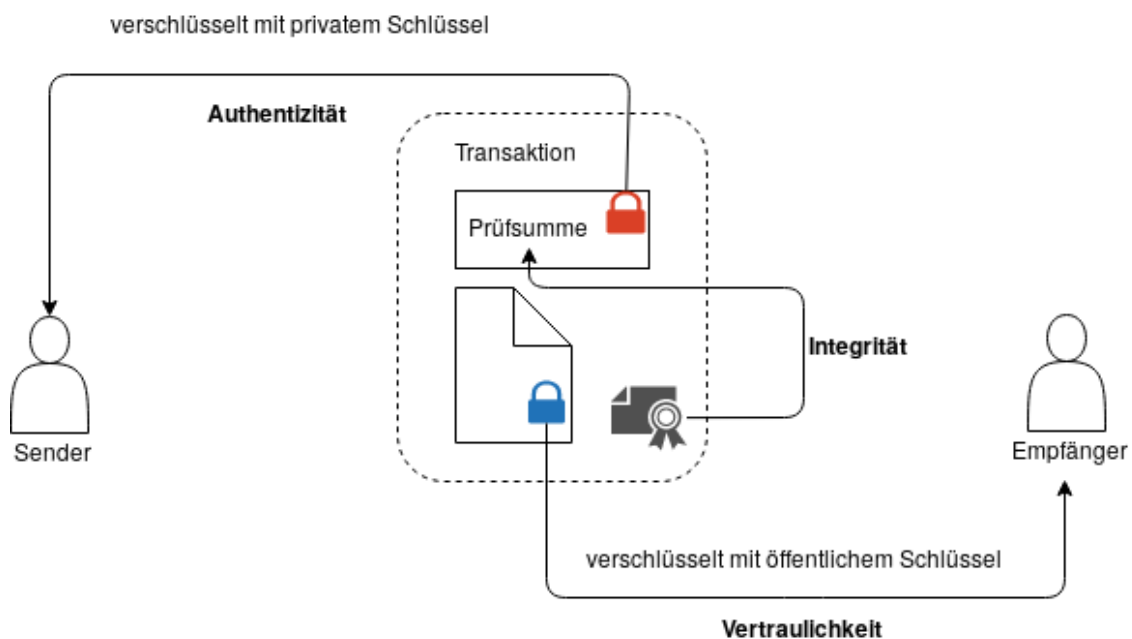 verschlüsselt mit privatem Schlüssel
Authentizität
Transaktion
Prüfsumme
Integrität
Sender
Empfänger
verschlüsselt mit öffentlichem Schlüssel
Vertraulichkeit